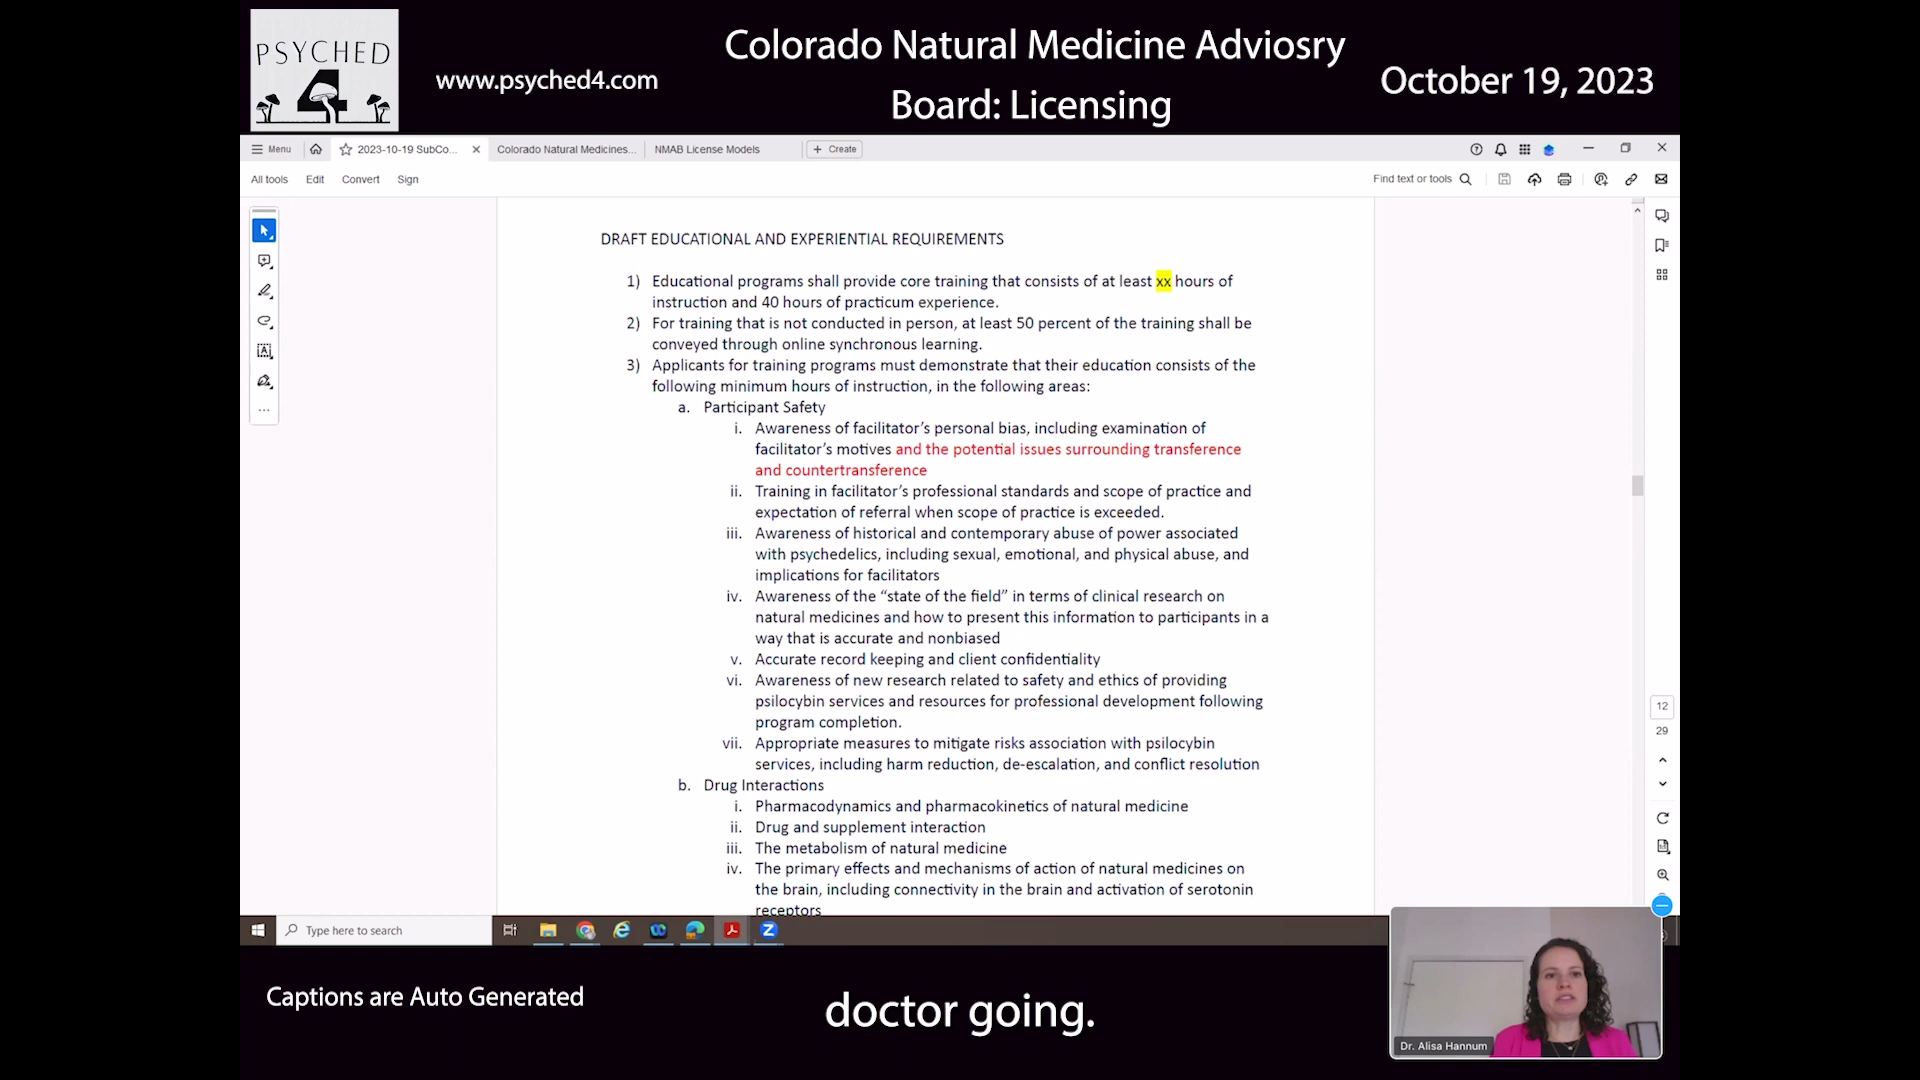 PSYCHED
4
www.psyched4.com
Colorado Natural Medicine Adviosry
Board: Licensing
October 19, 2023
Menu
2023-10-19 SubCo...
Colorado Natural Medicines...
NMAB License Models
+ Create
All tools
Edit
Convert
Sign
Find text or tools
DRAFT EDUCATIONAL AND EXPERIENTIAL REQUIREMENTS
1) Educational programs shall provide core training that consists of at least xx hours of
instruction and 40 hours of practicum experience.
2) For training that is not conducted in person, at least 50 percent of the training shall be
conveyed through online synchronous learning.
3) Applicants for training programs must demonstrate that their education consists of the
following minimum hours of instruction, in the following areas:
a. Participant Safety
i. Awareness of facilitator's personal bias, including examination of
facilitator's motives and the potential issues surrounding transference
and countertransference
ii. Training in facilitator's professional standards and scope of practice and
expectation of referral when scope of practice is exceeded.
iii. Awareness of historical and contemporary abuse of power associated
with psychedelics, including sexual, emotional, and physical abuse, and
implications for facilitators
iv. Awareness of the "state of the field" in terms of clinical research on
natural medicines and how to present this information to participants in a
way that is accurate and nonbiased
v. Accurate record keeping and client confidentiality
vi. Awareness of new research related to safety and ethics of providing
psilocybin services and resources for professional development following
program completion.
vii. Appropriate measures to mitigate risks association with psilocybin
services, including harm reduction, de-escalation, and conflict resolution
b. Drug Interactions
i. Pharmacodynamics and pharmacokinetics of natural medicine
ii. Drug and supplement interaction
iii. The metabolism of natural medicine
iv. The primary effects and mechanisms of action of natural medicines on
the brain, including connectivity in the brain and activation of serotonin
receptors
12
29
Type here to search
Captions are Auto Generated
doctor going.
Dr. Alisa Hannum